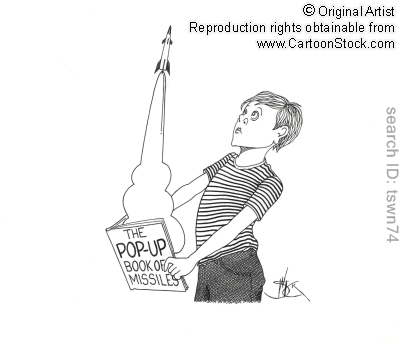 © Original Artist
Reproduction rights obtainable from
www.CartoonStock.com
search ID: tswn74
THE
POP-UP
BOOK OF
MISSILES